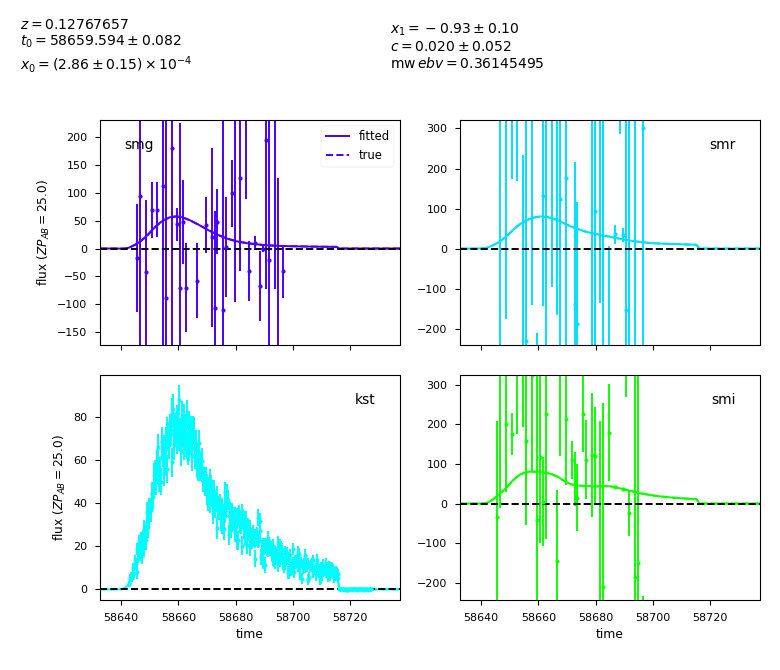 z = 0.12767657
t0 = 58659.594 ± 0.082
x0 = (2.86 ± 0.15) × 10^−4
x1 = −0.93 ± 0.10
c = 0.020 ± 0.052
mwebv = 0.36145495
smg
fitted
true
flux (ZPAB = 25.0)
200
150
100
50
0
−50
−100
−150
smr
300
200
100
0
−100
−200
kst
flux (ZPAB = 25.0)
80
60
40
20
0
58640 58660 58680 58700 58720
time
smi
300
200
100
0
−100
−200
58640 58660 58680 58700 58720
time